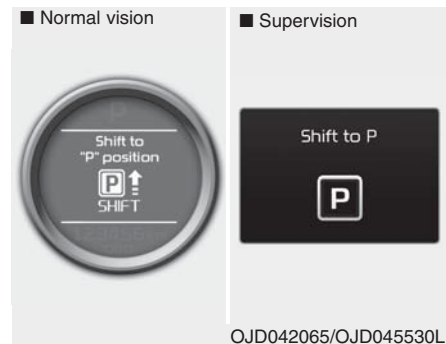 ■ Normal vision
■ Supervision
Shift to
"P" position
P
SHIFT
Shift to P
P
OJD042065/OJD045530L